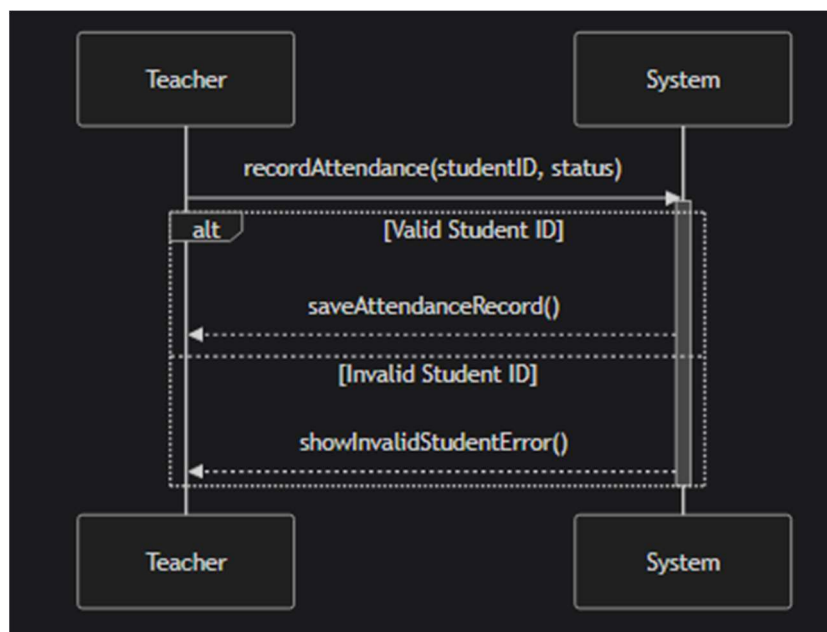 Teacher
System
recordAttendance(studentID, status)
alt
[Valid Student ID]
saveAttendanceRecord()
[Invalid Student ID]
showInvalidStudentError()
Teacher
System